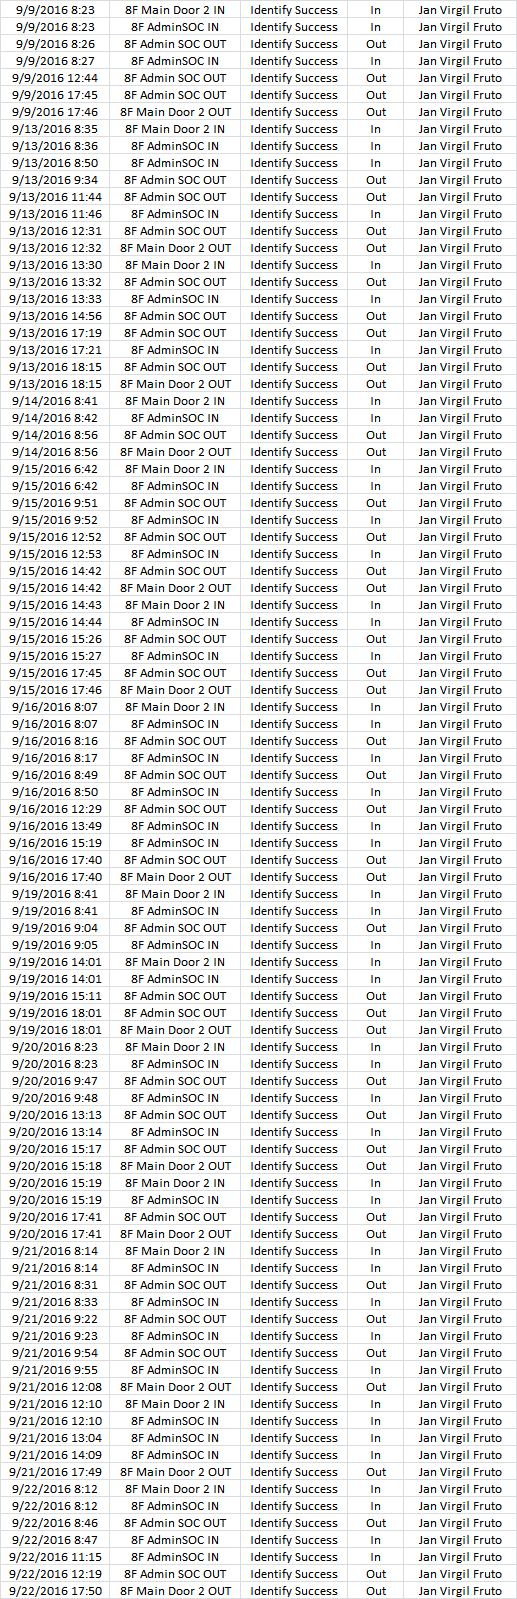 9/9/2016 8:23 8F Main Door 2 IN Identify Success In Jan Virgil Fruto
9/9/2016 8:23 8F AdminSOC IN Identify Success In Jan Virgil Fruto
9/9/2016 8:26 8F Admin SOC OUT Identify Success Out Jan Virgil Fruto
9/9/2016 8:27 8F AdminSOC IN Identify Success In Jan Virgil Fruto
9/9/2016 12:44 8F Admin SOC OUT Identify Success Out Jan Virgil Fruto
9/9/2016 17:45 8F Admin SOC OUT Identify Success Out Jan Virgil Fruto
9/9/2016 17:46 8F Main Door 2 OUT Identify Success Out Jan Virgil Fruto
9/13/2016 8:35 8F Main Door 2 IN Identify Success In Jan Virgil Fruto
9/13/2016 8:36 8F AdminSOC IN Identify Success In Jan Virgil Fruto
9/13/2016 8:50 8F AdminSOC IN Identify Success In Jan Virgil Fruto
9/13/2016 9:34 8F Admin SOC OUT Identify Success Out Jan Virgil Fruto
9/13/2016 11:44 8F Admin SOC OUT Identify Success Out Jan Virgil Fruto
9/13/2016 11:46 8F AdminSOC IN Identify Success In Jan Virgil Fruto
9/13/2016 12:31 8F Admin SOC OUT Identify Success Out Jan Virgil Fruto
9/13/2016 12:32 8F Main Door 2 OUT Identify Success Out Jan Virgil Fruto
9/13/2016 13:30 8F Main Door 2 IN Identify Success In Jan Virgil Fruto
9/13/2016 13:32 8F Admin SOC OUT Identify Success Out Jan Virgil Fruto
9/13/2016 13:33 8F AdminSOC IN Identify Success In Jan Virgil Fruto
9/13/2016 14:56 8F Admin SOC OUT Identify Success Out Jan Virgil Fruto
9/13/2016 17:19 8F Admin SOC OUT Identify Success Out Jan Virgil Fruto
9/13/2016 17:21 8F AdminSOC IN Identify Success In Jan Virgil Fruto
9/13/2016 18:15 8F Admin SOC OUT Identify Success Out Jan Virgil Fruto
9/13/2016 18:15 8F Main Door 2 OUT Identify Success Out Jan Virgil Fruto
9/14/2016 8:41 8F Main Door 2 IN Identify Success In Jan Virgil Fruto
9/14/2016 8:42 8F AdminSOC IN Identify Success In Jan Virgil Fruto
9/14/2016 8:56 8F Admin SOC OUT Identify Success Out Jan Virgil Fruto
9/14/2016 8:56 8F Main Door 2 OUT Identify Success Out Jan Virgil Fruto
9/15/2016 6:42 8F Main Door 2 IN Identify Success In Jan Virgil Fruto
9/15/2016 6:42 8F AdminSOC IN Identify Success In Jan Virgil Fruto
9/15/2016 9:51 8F Admin SOC OUT Identify Success Out Jan Virgil Fruto
9/15/2016 9:52 8F AdminSOC IN Identify Success In Jan Virgil Fruto
9/15/2016 12:52 8F Admin SOC OUT Identify Success Out Jan Virgil Fruto
9/15/2016 12:53 8F AdminSOC IN Identify Success In Jan Virgil Fruto
9/15/2016 14:42 8F Admin SOC OUT Identify Success Out Jan Virgil Fruto
9/15/2016 14:42 8F Main Door 2 OUT Identify Success Out Jan Virgil Fruto
9/15/2016 14:43 8F Main Door 2 IN Identify Success In Jan Virgil Fruto
9/15/2016 14:44 8F AdminSOC IN Identify Success In Jan Virgil Fruto
9/15/2016 15:26 8F Admin SOC OUT Identify Success Out Jan Virgil Fruto
9/15/2016 15:27 8F AdminSOC IN Identify Success In Jan Virgil Fruto
9/15/2016 17:45 8F Admin SOC OUT Identify Success Out Jan Virgil Fruto
9/15/2016 17:46 8F Main Door 2 OUT Identify Success Out Jan Virgil Fruto
9/16/2016 8:07 8F Main Door 2 IN Identify Success In Jan Virgil Fruto
9/16/2016 8:07 8F AdminSOC IN Identify Success In Jan Virgil Fruto
9/16/2016 8:16 8F Admin SOC OUT Identify Success Out Jan Virgil Fruto
9/16/2016 8:17 8F AdminSOC IN Identify Success In Jan Virgil Fruto
9/16/2016 8:49 8F Admin SOC OUT Identify Success Out Jan Virgil Fruto
9/16/2016 8:50 8F AdminSOC IN Identify Success In Jan Virgil Fruto
9/16/2016 12:29 8F Admin SOC OUT Identify Success Out Jan Virgil Fruto
9/16/2016 13:49 8F AdminSOC IN Identify Success In Jan Virgil Fruto
9/16/2016 15:19 8F AdminSOC IN Identify Success In Jan Virgil Fruto
9/16/2016 17:40 8F Admin SOC OUT Identify Success Out Jan Virgil Fruto
9/16/2016 17:40 8F Main Door 2 OUT Identify Success Out Jan Virgil Fruto
9/19/2016 8:41 8F Main Door 2 IN Identify Success In Jan Virgil Fruto
9/19/2016 8:41 8F AdminSOC IN Identify Success In Jan Virgil Fruto
9/19/2016 9:04 8F Admin SOC OUT Identify Success Out Jan Virgil Fruto
9/19/2016 9:05 8F AdminSOC IN Identify Success In Jan Virgil Fruto
9/19/2016 14:01 8F Main Door 2 IN Identify Success In Jan Virgil Fruto
9/19/2016 14:01 8F AdminSOC IN Identify Success In Jan Virgil Fruto
9/19/2016 15:11 8F Admin SOC OUT Identify Success Out Jan Virgil Fruto
9/19/2016 18:01 8F Admin SOC OUT Identify Success Out Jan Virgil Fruto
9/19/2016 18:01 8F Main Door 2 OUT Identify Success Out Jan Virgil Fruto
9/20/2016 8:23 8F Main Door 2 IN Identify Success In Jan Virgil Fruto
9/20/2016 8:23 8F AdminSOC IN Identify Success In Jan Virgil Fruto
9/20/2016 9:47 8F Admin SOC OUT Identify Success Out Jan Virgil Fruto
9/20/2016 9:48 8F AdminSOC IN Identify Success In Jan Virgil Fruto
9/20/2016 13:13 8F Admin SOC OUT Identify Success Out Jan Virgil Fruto
9/20/2016 13:14 8F AdminSOC IN Identify Success In Jan Virgil Fruto
9/20/2016 15:17 8F Admin SOC OUT Identify Success Out Jan Virgil Fruto
9/20/2016 15:18 8F Main Door 2 OUT Identify Success Out Jan Virgil Fruto
9/20/2016 15:19 8F Main Door 2 IN Identify Success In Jan Virgil Fruto
9/20/2016 15:19 8F AdminSOC IN Identify Success In Jan Virgil Fruto
9/20/2016 17:41 8F Admin SOC OUT Identify Success Out Jan Virgil Fruto
9/20/2016 17:41 8F Main Door 2 OUT Identify Success Out Jan Virgil Fruto
9/21/2016 8:14 8F Main Door 2 IN Identify Success In Jan Virgil Fruto
9/21/2016 8:14 8F AdminSOC IN Identify Success In Jan Virgil Fruto
9/21/2016 8:31 8F Admin SOC OUT Identify Success Out Jan Virgil Fruto
9/21/2016 8:33 8F AdminSOC IN Identify Success In Jan Virgil Fruto
9/21/2016 9:22 8F Admin SOC OUT Identify Success Out Jan Virgil Fruto
9/21/2016 9:23 8F AdminSOC IN Identify Success In Jan Virgil Fruto
9/21/2016 9:54 8F Admin SOC OUT Identify Success Out Jan Virgil Fruto
9/21/2016 9:55 8F AdminSOC IN Identify Success In Jan Virgil Fruto
9/21/2016 12:08 8F Main Door 2 OUT Identify Success Out Jan Virgil Fruto
9/21/2016 12:10 8F Main Door 2 IN Identify Success In Jan Virgil Fruto
9/21/2016 12:10 8F AdminSOC IN Identify Success In Jan Virgil Fruto
9/21/2016 13:04 8F AdminSOC IN Identify Success In Jan Virgil Fruto
9/21/2016 14:09 8F AdminSOC IN Identify Success In Jan Virgil Fruto
9/21/2016 17:49 8F Main Door 2 OUT Identify Success Out Jan Virgil Fruto
9/22/2016 8:12 8F Main Door 2 IN Identify Success In Jan Virgil Fruto
9/22/2016 8:12 8F AdminSOC IN Identify Success In Jan Virgil Fruto
9/22/2016 8:46 8F Admin SOC OUT Identify Success Out Jan Virgil Fruto
9/22/2016 8:47 8F AdminSOC IN Identify Success In Jan Virgil Fruto
9/22/2016 11:15 8F AdminSOC IN Identify Success In Jan Virgil Fruto
9/22/2016 12:19 8F Admin SOC OUT Identify Success Out Jan Virgil Fruto
9/22/2016 17:50 8F Main Door 2 OUT Identify Success Out Jan Virgil Fruto